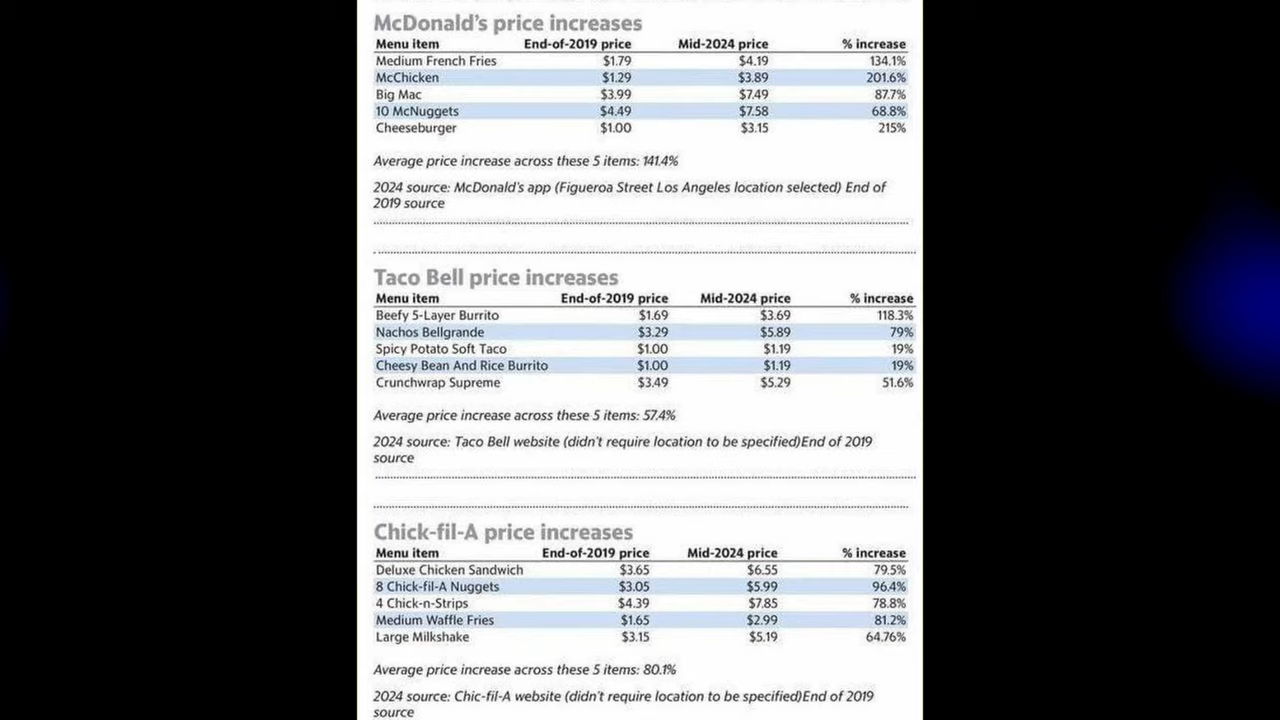 McDonald's price increases
Menu item End-of-2019 price Mid-2024 price % increase
Medium French Fries $1.79 $4.19 134.1%
McChicken $1.29 $3.89 201.6%
Big Mac $3.99 $7.49 87.7%
10 McNuggets $4.49 $7.58 68.8%
Cheeseburger $1.00 $3.15 215%
Average price increase across these 5 items: 141.4%
2024 source: McDonald's app (Figueroa Street Los Angeles location selected) End of
2019 source
Taco Bell price increases
Menu item End-of-2019 price Mid-2024 price % increase
Beefy 5-Layer Burrito $1.69 $3.69 118.3%
Nachos Bellgrande $3.29 $5.89 79%
Spicy Potato Soft Taco $1.00 $1.19 19%
Cheesy Bean And Rice Burrito $1.00 $1.19 19%
Crunchwrap Supreme $3.49 $5.29 51.6%
Average price increase across these 5 items: 57.4%
2024 source: Taco Bell website (didn't require location to be specified)End of 2019
source
Chick-fil-A price increases
Menu item End-of-2019 price Mid-2024 price % increase
Deluxe Chicken Sandwich $3.65 $6.55 79.5%
8 Chick-fil-A Nuggets $3.05 $5.99 96.4%
4 Chick-n-Strips $4.39 $7.85 78.8%
Medium Waffle Fries $1.65 $2.99 81.2%
Large Milkshake $3.15 $5.19 64.76%
Average price increase across these 5 items: 80.1%
2024 source: Chic-fil-A website (didn't require location to be specified)End of 2019
source